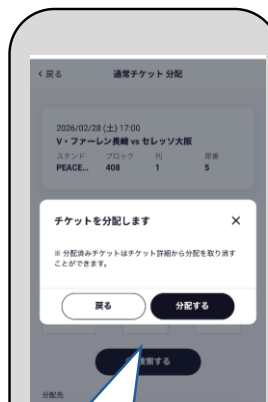 < 戻る 通常チケット 分配
2026/02/28 (土) 17:00
V・ファーレン長崎 vs セレッソ大阪
スタンド ブロック 列 席番
PEACE... 408 1 5
チケットを分配します ×
※ 分配済みチケットはチケット詳細から分配を取り消す
ことができます。
戻る 分配する
索する
分配先